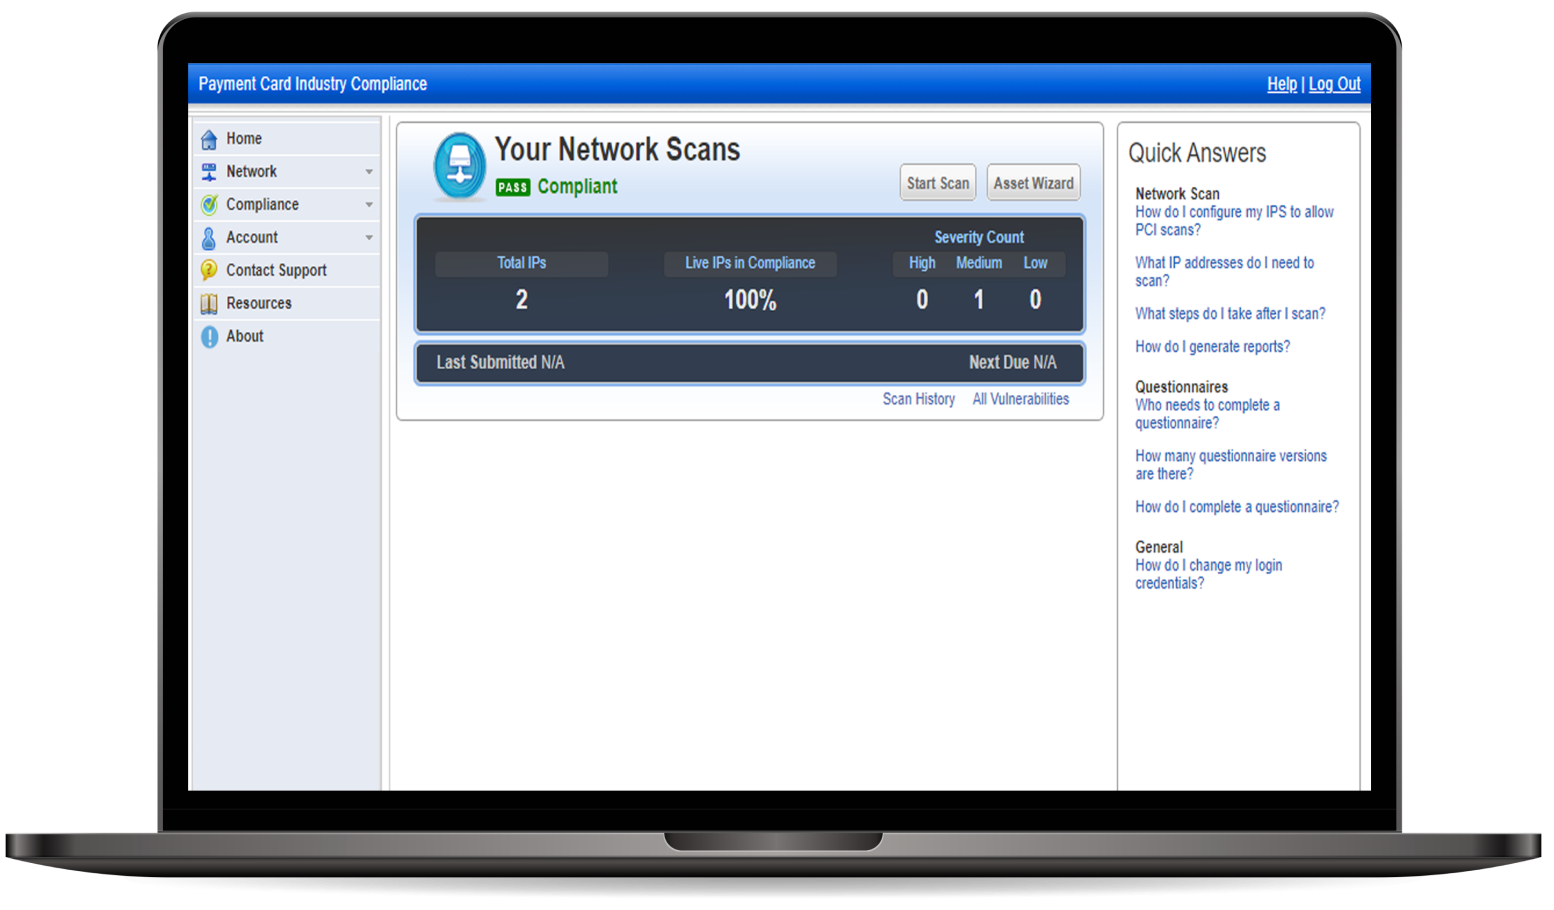 Payment Card Industry Compliance
Help | Log Out
Home
Network
Compliance
Account
Contact Support
Resources
About
Your Network Scans
PASS Compliant
Start Scan
Asset Wizard
Severity Count
Total IPs
Live IPs in Compliance
High Medium Low
2
100%
0 1 0
Last Submitted N/A
Next Due N/A
Scan History
All Vulnerabilities
Quick Answers
Network Scan
How do I configure my IPS to allow
PCI scans?
What IP addresses do I need to
scan?
What steps do I take after I scan?
How do I generate reports?
Questionnaires
Who needs to complete a
questionnaire?
How many questionnaire versions
are there?
How do I complete a questionnaire?
General
How do I change my login
credentials?